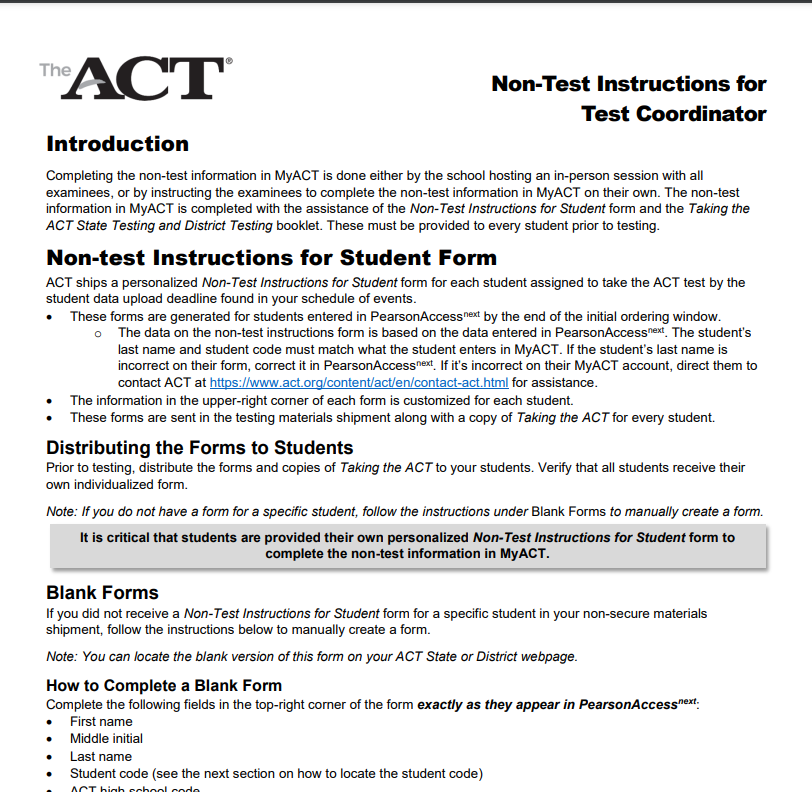 The ACT®
Non-Test Instructions for
Test Coordinator
Introduction
Completing the non-test information in MyACT is done either by the school hosting an in-person session with all
examinees, or by instructing the examinees to complete the non-test information in MyACT on their own. The non-test
information in MyACT is completed with the assistance of the Non-Test Instructions for Student form and the Taking the
ACT State Testing and District Testing booklet. These must be provided to every student prior to testing.
Non-test Instructions for Student Form
ACT ships a personalized Non-Test Instructions for Student form for each student assigned to take the ACT test by the
student data upload deadline found in your schedule of events.
• These forms are generated for students entered in PearsonAccessnext by the end of the initial ordering window.
o The data on the non-test instructions form is based on the data entered in PearsonAccessnext. The student's
last name and student code must match what the student enters in MyACT. If the student's last name is
incorrect on their form, correct it in PearsonAccessnext. If it's incorrect on their MyACT account, direct them to
contact ACT at https://www.act.org/content/act/en/contact-act.html for assistance.
• The information in the upper-right corner of each form is customized for each student.
• These forms are sent in the testing materials shipment along with a copy of Taking the ACT for every student.
Distributing the Forms to Students
Prior to testing, distribute the forms and copies of Taking the ACT to your students. Verify that all students receive their
own individualized form.
Note: If you do not have a form for a specific student, follow the instructions under Blank Forms to manually create a form.
It is critical that students are provided their own personalized Non-Test Instructions for Student form to
complete the non-test information in MyACT.
Blank Forms
If you did not receive a Non-Test Instructions for Student form for a specific student in your non-secure materials
shipment, follow the instructions below to manually create a form.
Note: You can locate the blank version of this form on your ACT State or District webpage.
How to Complete a Blank Form
Complete the following fields in the top-right corner of the form exactly as they appear in PearsonAccessnext:
• First name
• Middle initial
• Last name
• Student code (see the next section on how to locate the student code)
• ACT high school code